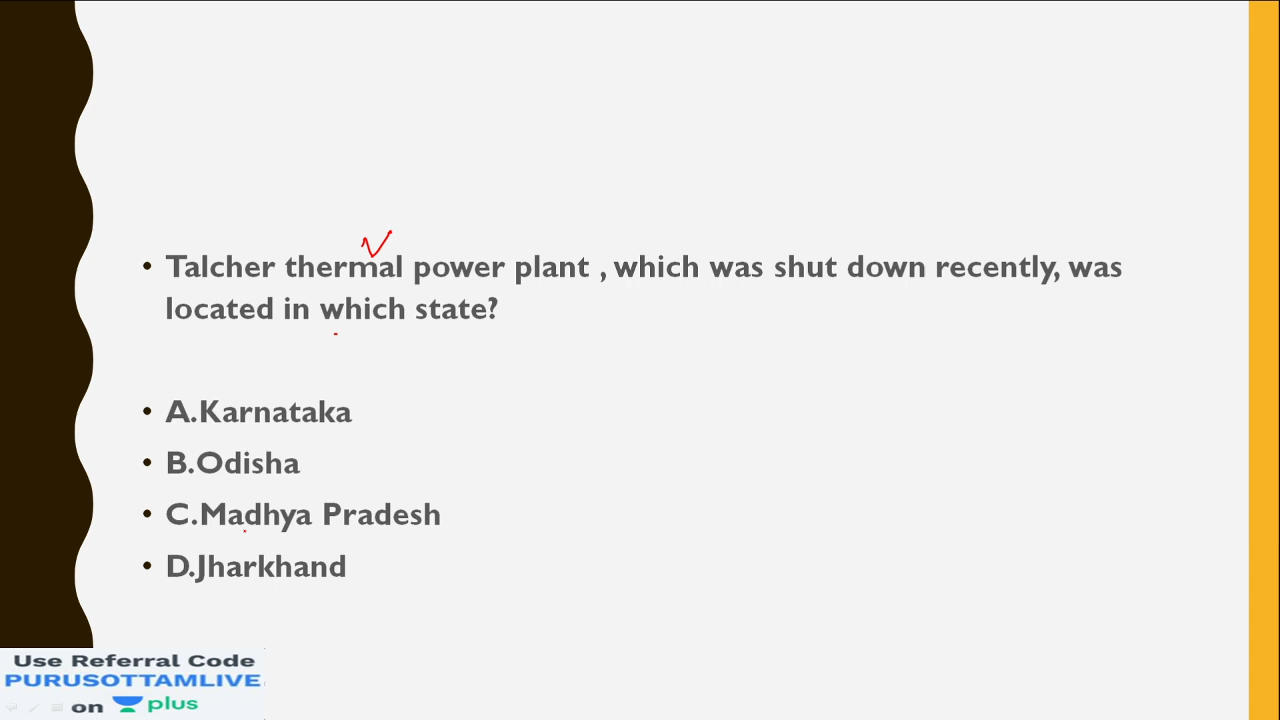 • Talcher thermal power plant , which was shut down recently, was
located in which state?
• A.Karnataka
• B.Odisha
• C.Madhya Pradesh
• D.Jharkhand
Use Referral Code
PURUSOTTAMLIVE
on plus